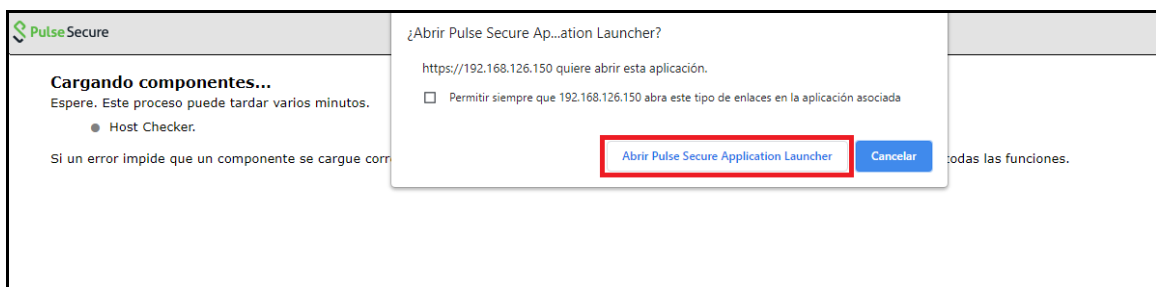 Pulse Secure
¿Abrir Pulse Secure Ap...ation Launcher?
https://192.168.126.150 quiere abrir esta aplicación.
Permitir siempre que 192.168.126.150 abra este tipo de enlaces en la aplicación asociada
Abrir Pulse Secure Application Launcher
Cancelar
Cargando componentes...
Espere. Este proceso puede tardar varios minutos.
Host Checker.
Si un error impide que un componente se cargue todas las funciones.